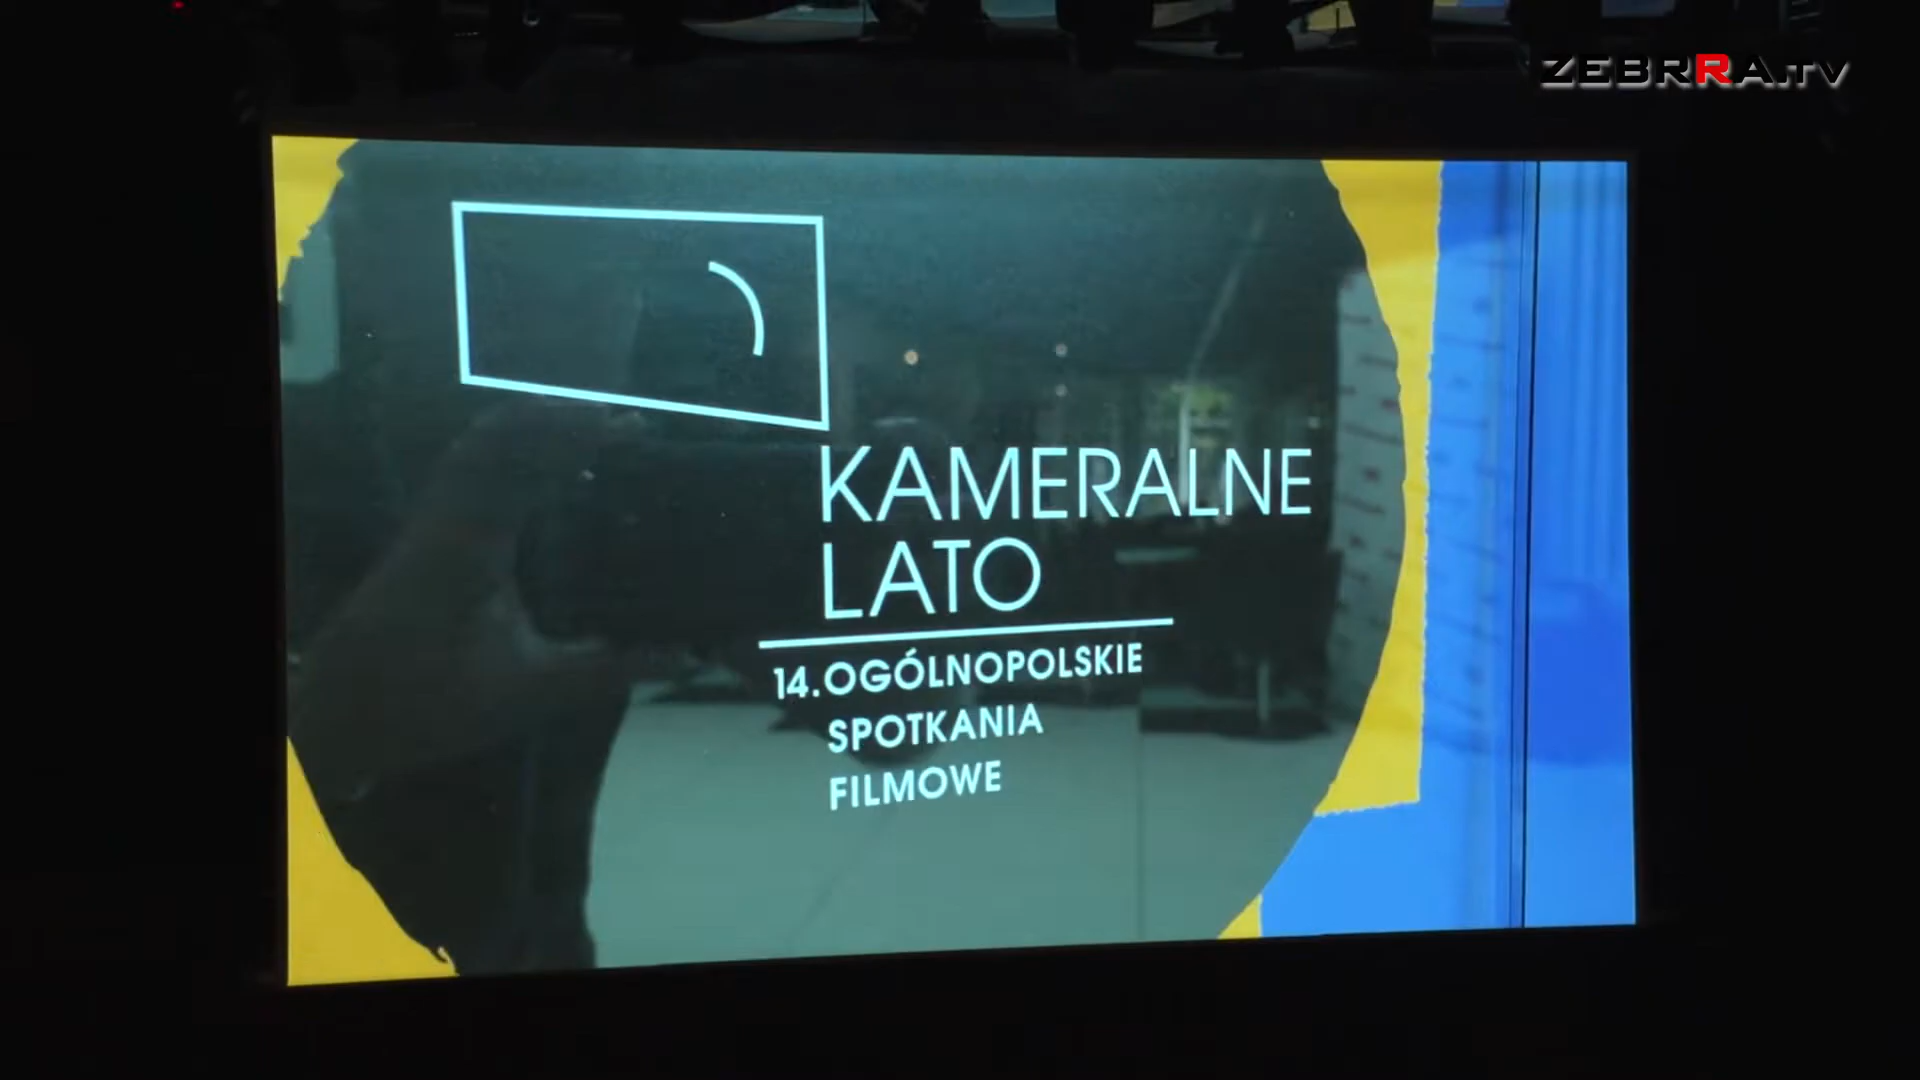 ZEBRRA.TV
KAMERALNE
LATO
14.OGÓLNOPOLSKIE
SPOTKANIA
FILMOWE